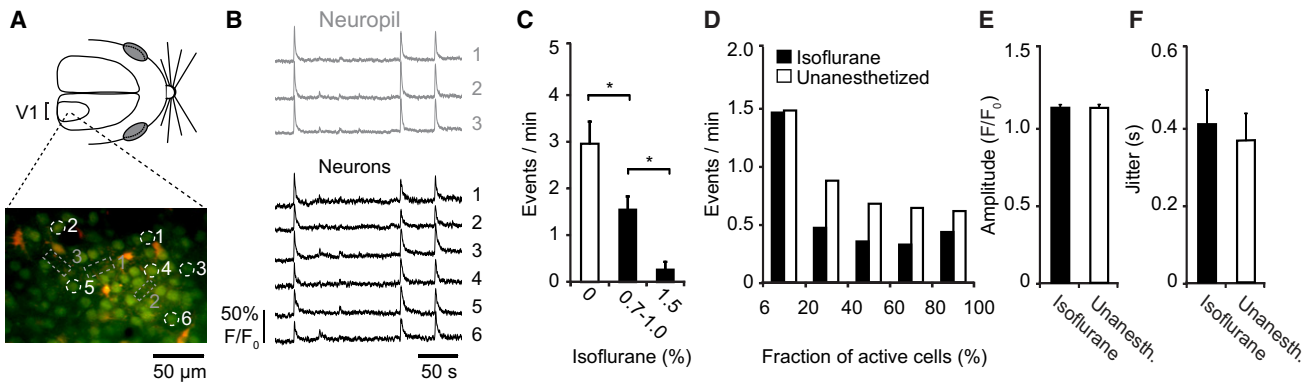 A
V1
2
1
3
1
4
3
5
2
6
50 µm
B
Neuropil
1
2
3
Neurons
1
2
3
4
5
6
50%
F/F0
50 s
C
Events / min
5
4
3
2
1
0
*
*
0
0.7-1.0
1.5
Isoflurane (%)
D
Events / min
2.0
1.5
1.0
0.5
0
Isoflurane
Unanesthetized
6 20 40 60 80 100
Fraction of active cells (%)
E
Amplitude (F/F0)
1.5
1.0
0.5
0
Isoflurane
Unanesth.
F
Jitter (s)
0.6
0.4
0.2
0
Isoflurane
Unanesth.